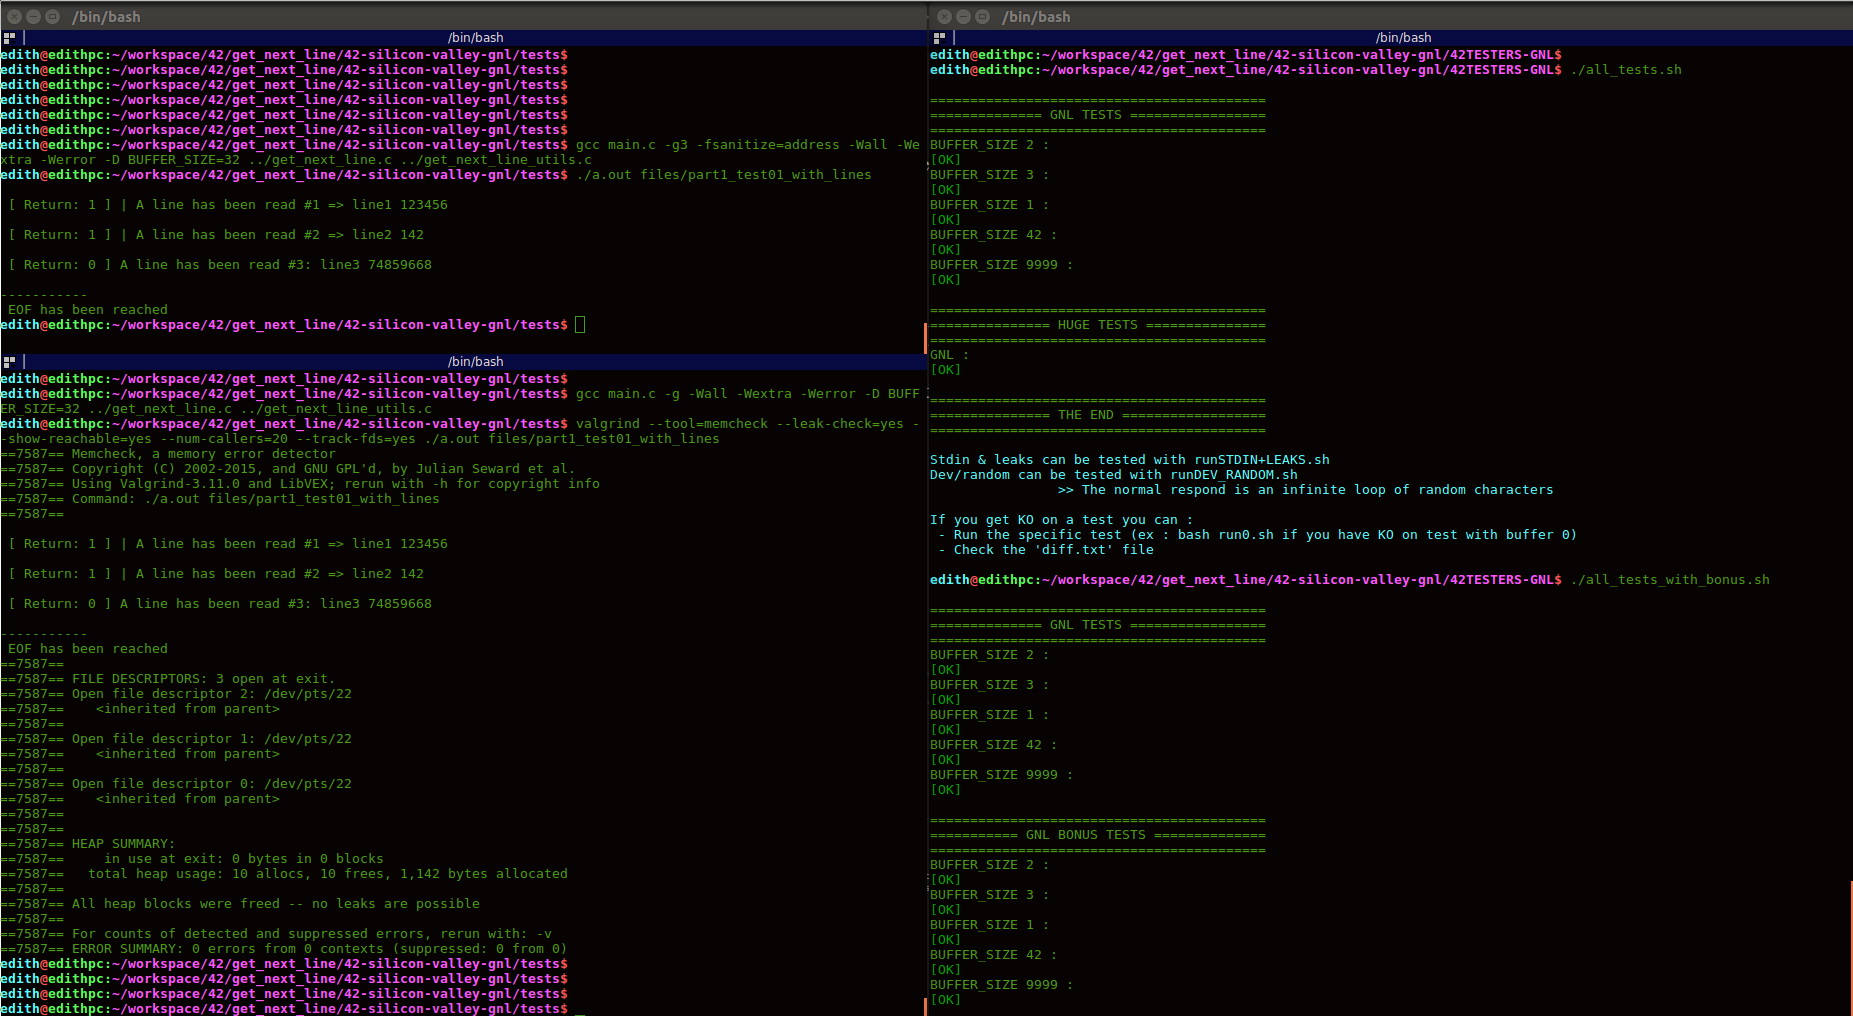 /bin/bash
/bin/bash
edith@edithpc:~/workspace/42/get_next_line/42-silicon-valley-gnl/tests$
edith@edithpc:~/workspace/42/get_next_line/42-silicon-valley-gnl/tests$
edith@edithpc:~/workspace/42/get_next_line/42-silicon-valley-gnl/tests$
edith@edithpc:~/workspace/42/get_next_line/42-silicon-valley-gnl/tests$
edith@edithpc:~/workspace/42/get_next_line/42-silicon-valley-gnl/tests$
edith@edithpc:~/workspace/42/get_next_line/42-silicon-valley-gnl/tests$
edith@edithpc:~/workspace/42/get_next_line/42-silicon-valley-gnl/tests$ gcc main.c -g3 -fsanitize=address -Wall -We
xtra -Werror -D BUFFER_SIZE=32 ../get_next_line.c ../get_next_line_utils.c
edith@edithpc:~/workspace/42/get_next_line/42-silicon-valley-gnl/tests$ ./a.out files/part1_test01_with_lines
[ Return: 1 ] | A line has been read #1 => line1 123456
[ Return: 1 ] | A line has been read #2 => line2 142
[ Return: 0 ] A line has been read #3: line3 74859668
-----------
EOF has been reached
edith@edithpc:~/workspace/42/get_next_line/42-silicon-valley-gnl/tests$
/bin/bash
edith@edithpc:~/workspace/42/get_next_line/42-silicon-valley-gnl/tests$
edith@edithpc:~/workspace/42/get_next_line/42-silicon-valley-gnl/tests$ gcc main.c -g -Wall -Wextra -Werror -D BUFF
ER_SIZE=32 ../get_next_line.c ../get_next_line_utils.c
edith@edithpc:~/workspace/42/get_next_line/42-silicon-valley-gnl/tests$ valgrind --tool=memcheck --leak-check=yes -
-show-reachable=yes --num-callers=20 --track-fds=yes ./a.out files/part1_test01_with_lines
==7587== Memcheck, a memory error detector
==7587== Copyright (C) 2002-2015, and GNU GPL'd, by Julian Seward et al.
==7587== Using Valgrind-3.11.0 and LibVEX; rerun with -h for copyright info
==7587== Command: ./a.out files/part1_test01_with_lines
==7587==
[ Return: 1 ] | A line has been read #1 => line1 123456
[ Return: 1 ] | A line has been read #2 => line2 142
[ Return: 0 ] A line has been read #3: line3 74859668
-----------
EOF has been reached
==7587==
==7587== FILE DESCRIPTORS: 3 open at exit.
==7587== Open file descriptor 2: /dev/pts/22
==7587==    <inherited from parent>
==7587==
==7587== Open file descriptor 1: /dev/pts/22
==7587==    <inherited from parent>
==7587==
==7587== Open file descriptor 0: /dev/pts/22
==7587==    <inherited from parent>
==7587==
==7587==
==7587== HEAP SUMMARY:
==7587==     in use at exit: 0 bytes in 0 blocks
==7587==   total heap usage: 10 allocs, 10 frees, 1,142 bytes allocated
==7587==
==7587== All heap blocks were freed -- no leaks are possible
==7587==
==7587== For counts of detected and suppressed errors, rerun with: -v
==7587== ERROR SUMMARY: 0 errors from 0 contexts (suppressed: 0 from 0)
edith@edithpc:~/workspace/42/get_next_line/42-silicon-valley-gnl/tests$
edith@edithpc:~/workspace/42/get_next_line/42-silicon-valley-gnl/tests$
edith@edithpc:~/workspace/42/get_next_line/42-silicon-valley-gnl/tests$
edith@edithpc:~/workspace/42/get_next_line/42-silicon-valley-gnl/tests$
/bin/bash
/bin/bash
edith@edithpc:~/workspace/42/get_next_line/42-silicon-valley-gnl/42TESTERS-GNL$
edith@edithpc:~/workspace/42/get_next_line/42-silicon-valley-gnl/42TESTERS-GNL$ ./all_tests.sh
==========================================
============== GNL TESTS =================
==========================================
BUFFER_SIZE 2 :
[OK]
BUFFER_SIZE 3 :
[OK]
BUFFER_SIZE 1 :
[OK]
BUFFER_SIZE 42 :
[OK]
BUFFER_SIZE 9999 :
[OK]
==========================================
=============== HUGE TESTS ===============
==========================================
GNL :
[OK]
==========================================
=============== THE END ==================
==========================================
Stdin & leaks can be tested with runSTDIN+LEAKS.sh
Dev/random can be tested with runDEV_RANDOM.sh
>> The normal respond is an infinite loop of random characters
If you get KO on a test you can :
- Run the specific test (ex : bash run0.sh if you have KO on test with buffer 0)
- Check the 'diff.txt' file
edith@edithpc:~/workspace/42/get_next_line/42-silicon-valley-gnl/42TESTERS-GNL$ ./all_tests_with_bonus.sh
==========================================
============== GNL TESTS =================
==========================================
BUFFER_SIZE 2 :
[OK]
BUFFER_SIZE 3 :
[OK]
BUFFER_SIZE 1 :
[OK]
BUFFER_SIZE 42 :
[OK]
BUFFER_SIZE 9999 :
[OK]
==========================================
=========== GNL BONUS TESTS ==============
==========================================
BUFFER_SIZE 2 :
[OK]
BUFFER_SIZE 3 :
[OK]
BUFFER_SIZE 1 :
[OK]
BUFFER_SIZE 42 :
[OK]
BUFFER_SIZE 9999 :
[OK]